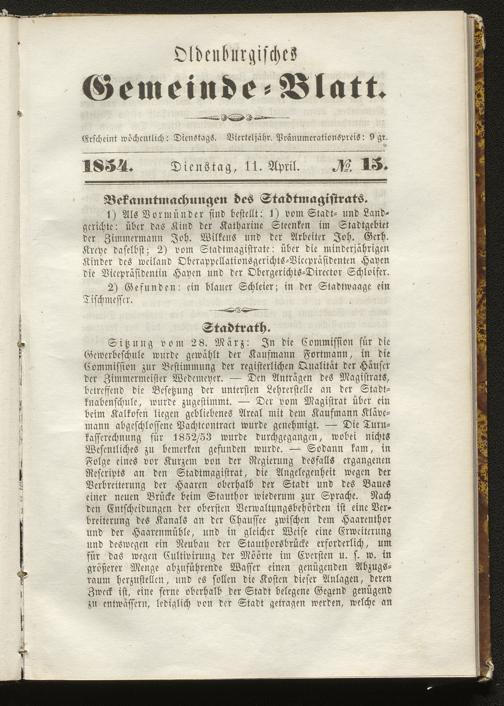 Oldenburgisches
Gemeinde-Blatt.
Erscheint wöchentlich: Dienstags. Vierteljähr. Pränumerationspreis: 9 gr.
1854. Dienstag, 11. April. №. 15.
Bekanntmachungen des Stadtmagistrats.
1) Als Vormünder sind bestellt: 1) vom Stadt- und Land-
gerichte: über das Kind der Katharine Steenken im Stadtgebiet
der Zimmermann Joh. Wilkens und der Arbeiter Joh. Gerh.
Kreye daselbst; 2) vom Stadtmagistrate: über die minderjährigen
Kinder des weiland Oberappellationsgerichts-Vicepräsidenten Hayen
die Vicepräsidentin Hayen und der Obergerichts-Director Schloifer.
2) Gefunden: ein blauer Schleier; in der Stadtwaage ein
Tischmesser.
Stadtrath.
Sitzung vom 28. März: In die Commission für die
Gewerbeschule wurde gewählt der Kaufmann Fortmann, in die
Commission zur Bestimmung der registerlichen Qualität der Häuser
der Zimmermeister Wedemeyer. — Den Anträgen des Magistrats,
betreffend die Besetzung der untersten Lehrerstelle an der Stadt-
knabenschule, wurde zugestimmt. — Der vom Magistrat über ein
beim Kalkofen liegen gebliebenes Areal mit dem Kaufmann Kläve-
mann abgeschlossene Pachtcontract wurde genehmigt. — Die Turn-
kasserechnung für 1852/53 wurde durchgegangen, wobei nichts
Wesentliches zu bemerken gefunden wurde. — Sodann kam, in
Folge eines vor Kurzem von der Regierung desfalls ergangenen
Rescripts an den Stadtmagistrat, die Angelegenheit wegen der
Verbreiterung der Haaren oberhalb der Stadt und des Baues
einer neuen Brücke beim Stauthor wiederum zur Sprache. Nach
den Entscheidungen der obersten Verwaltungsbehörden ist eine Ver-
breiterung des Kanals an der Chaussee zwischen dem Haarenthor
und der Haarenmühle, und in gleicher Weise eine Erweiterung
und deswegen ein Neubau der Stauthorsbrücke erforderlich, um
für das wegen Cultivirung der Möörte im Eversten u. s. w. in
größerer Menge abzuführende Wasser einen genügenden Abzugs-
raum herzustellen, und es sollen die Kosten dieser Anlagen, deren
Zweck ist, eine ferne oberhalb der Stadt belegene Gegend genügend
zu entwässern, lediglich von der Stadt getragen werden, welche an